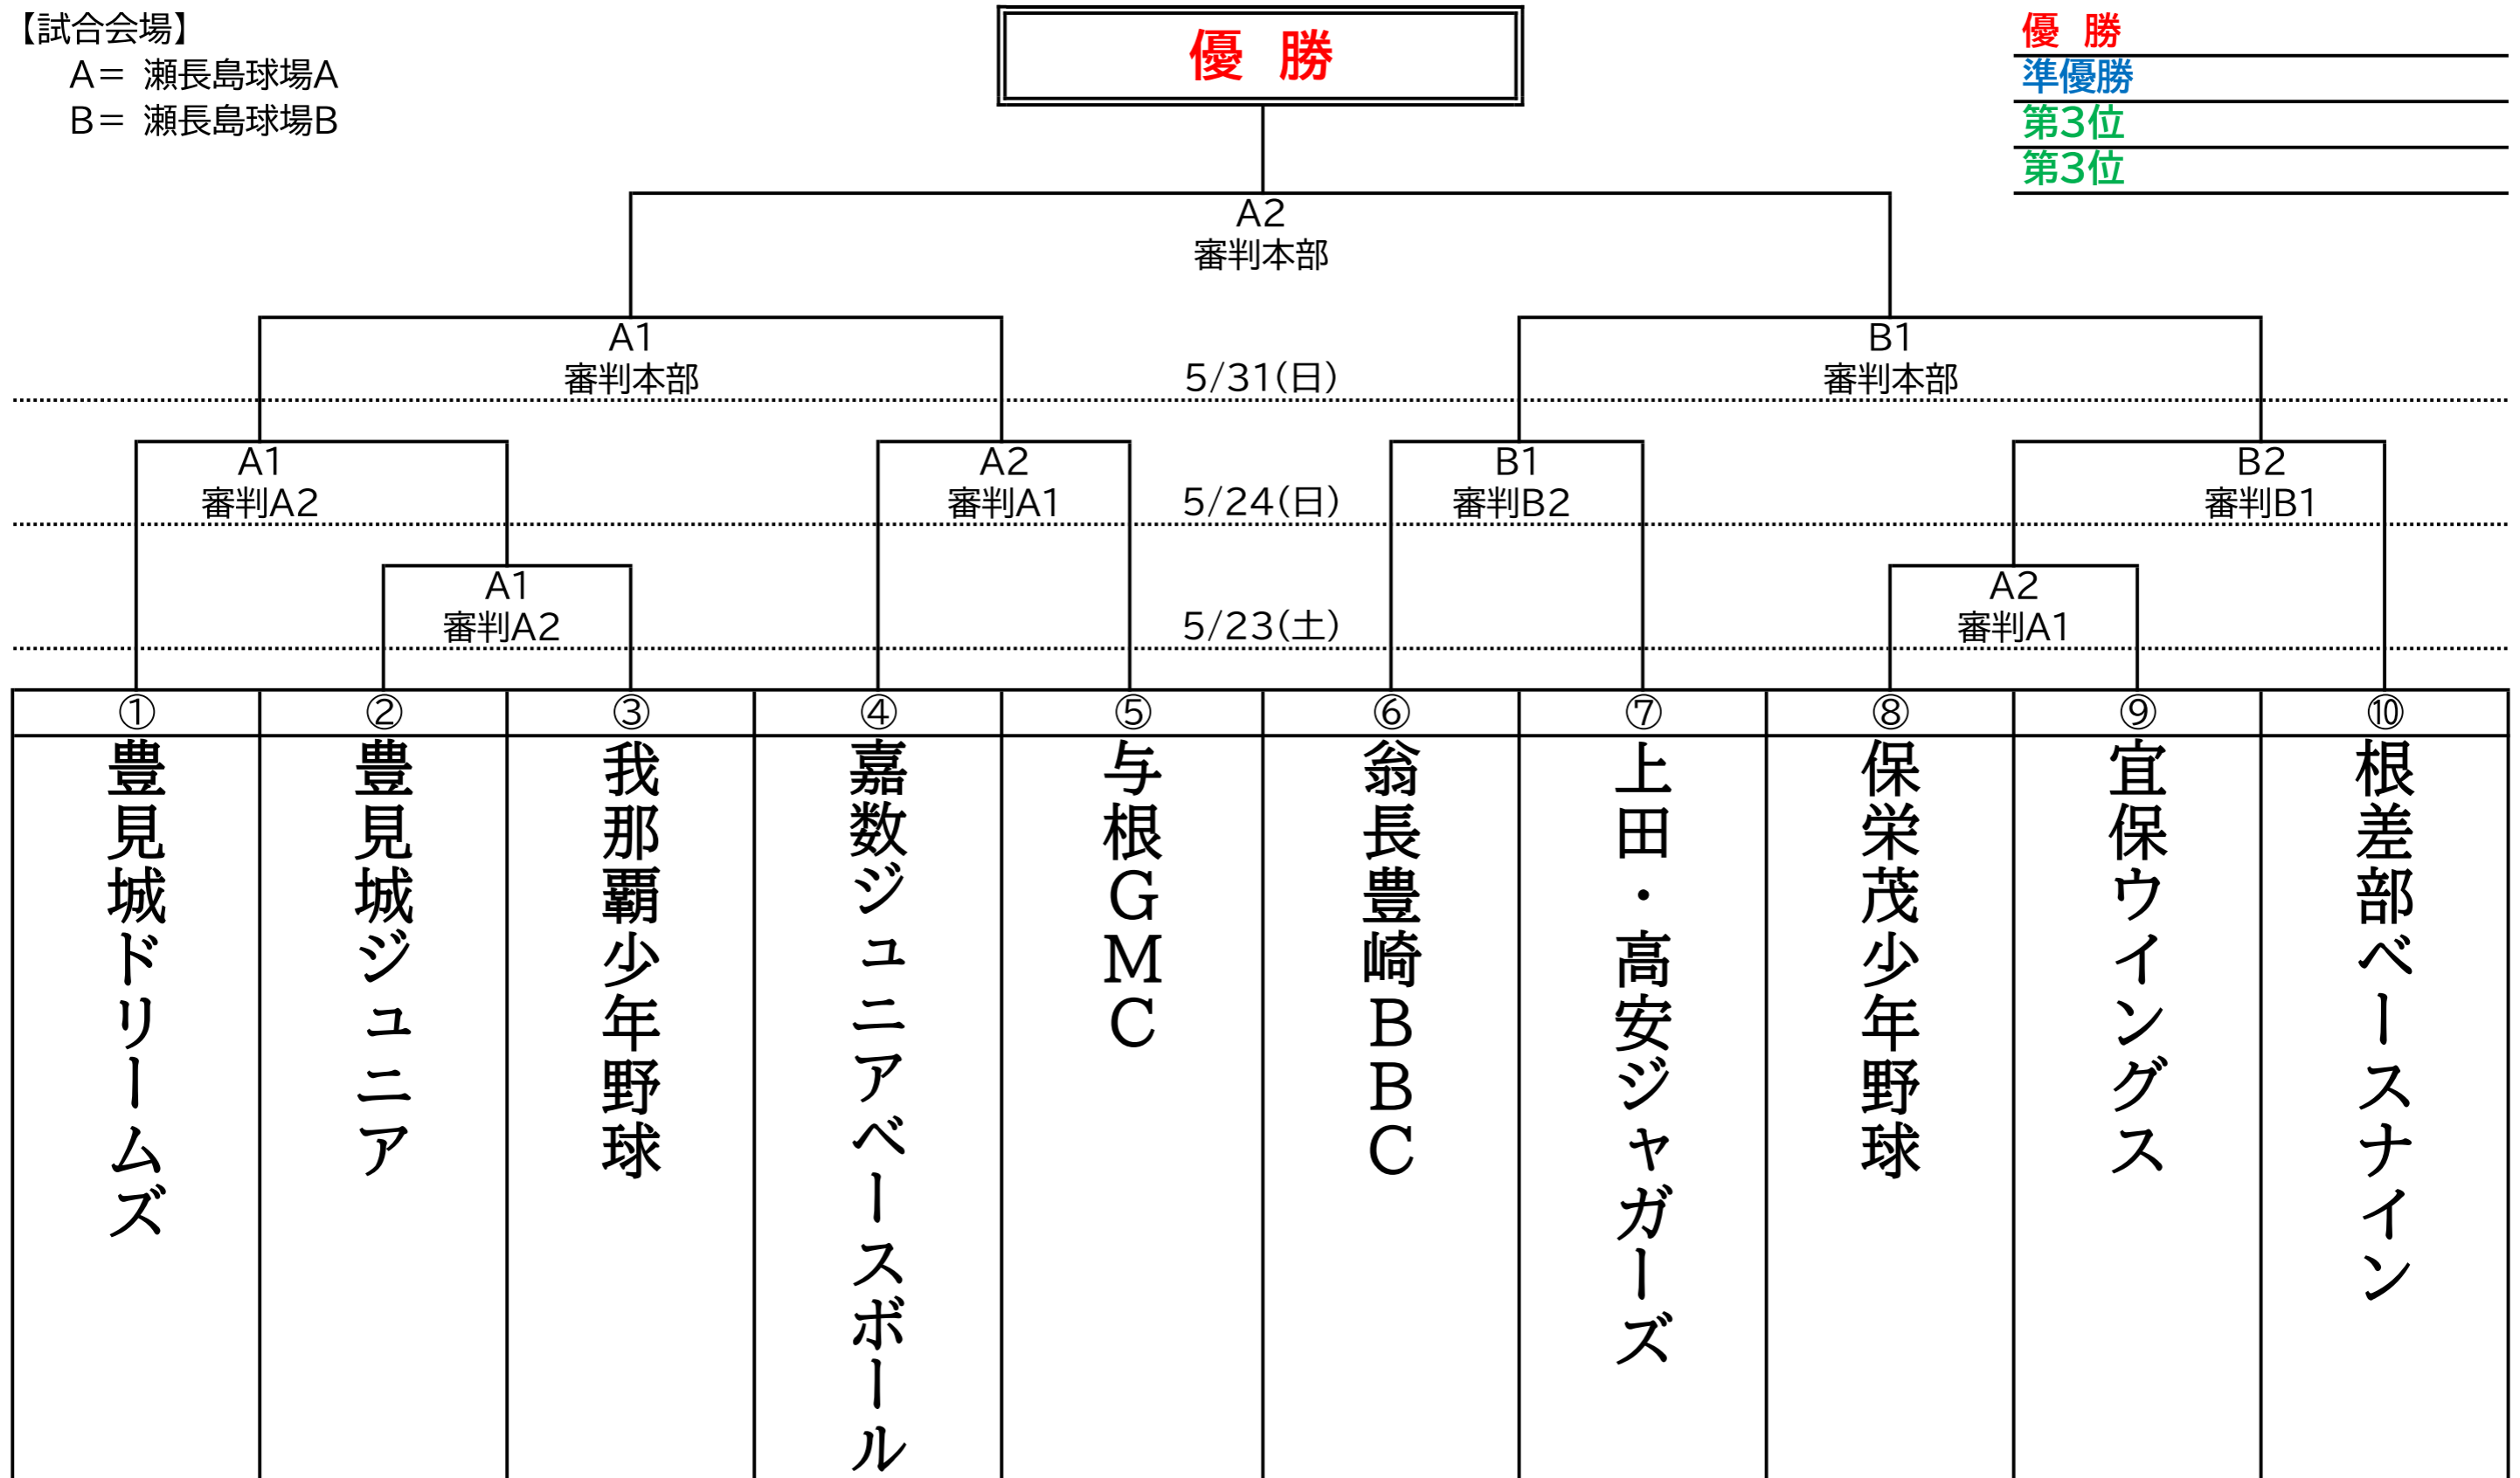 【試合会場】
A＝ 瀬長島球場A
B＝ 瀬長島球場B
優 勝
優 勝
準優勝
第3位
第3位
A2
審判本部
A1
審判本部
5/31(日)
B1
審判本部
A1
審判A2
A2
審判A1
5/24(日)
B1
審判B2
B2
審判B1
A1
審判A2
5/23(土)
A2
審判A1
①
②
③
④
⑤
⑥
⑦
⑧
⑨
⑩
豊見城ドリームズ
豊見城ジュニア
我那覇少年野球
嘉数ジュニアベースボール
与根GMC
翁長豊崎BBC
上田・高安ジャガーズ
保栄茂少年野球
宜保ウイングス
根差部ベースナイン